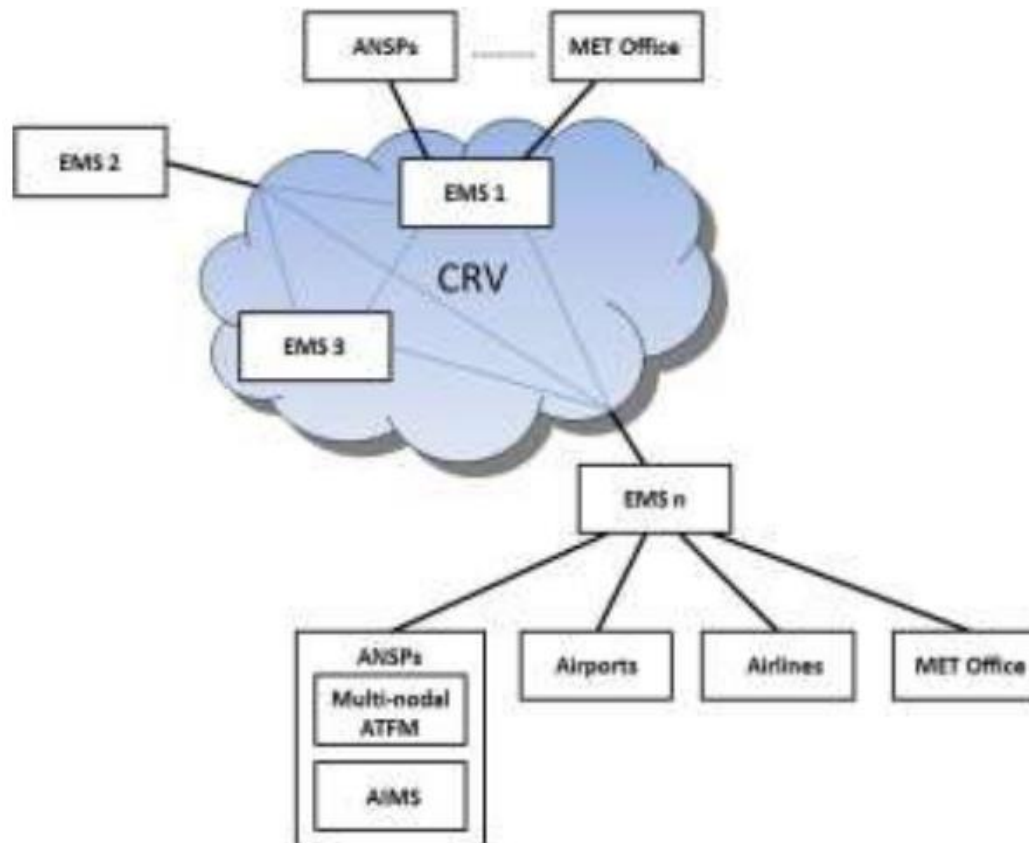 ANSPs
MET Office
EMS 2
EMS 1
CRV
EMS 3
EMS n
ANSPs
Multi-nodal
ATFM
AIMS
Airports
Airlines
MET Office